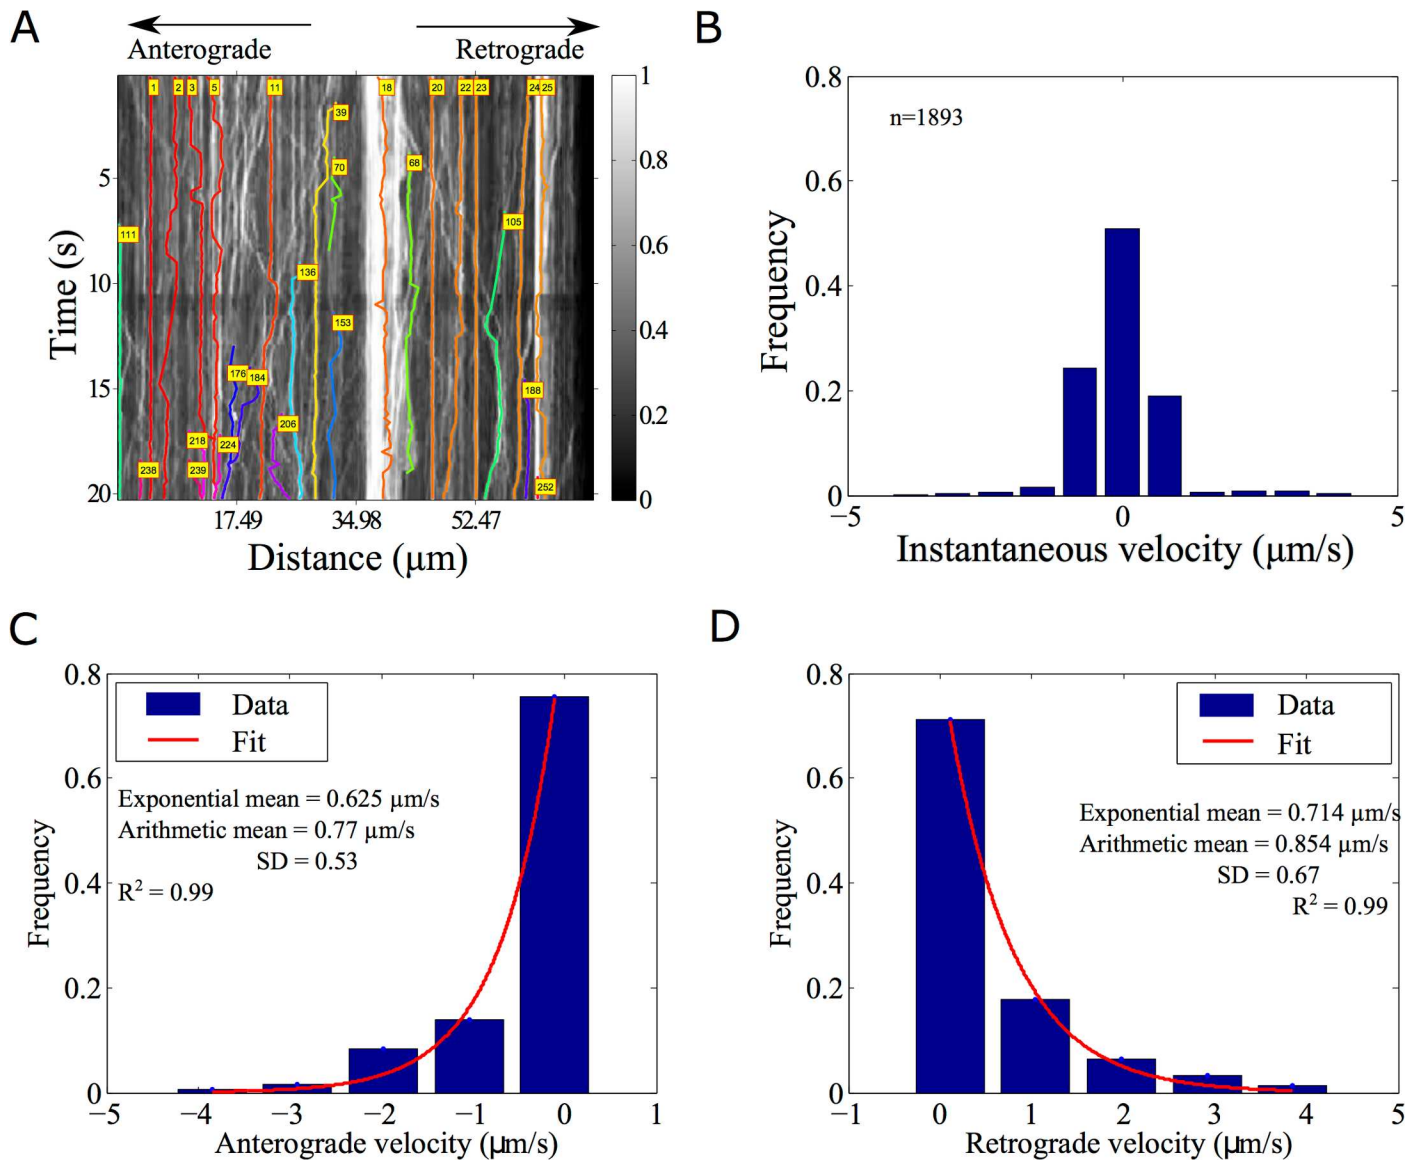 A
Anterograde
Retrograde
1 2 3 5 11 18 20 22 23 24 25
39
70
68
105
111
136
153
176
184
188
206
218
224
238
239
252
5
10
15
20
Time (s)
17.49 34.98 52.47
Distance (μm)
1
0.8
0.6
0.4
0.2
0
B
n=1893
0.8
0.6
0.4
0.2
0
Frequency
−5 0 5
Instantaneous velocity (μm/s)
C
0.8
0.6
0.4
0.2
0
Frequency
Data
Fit
Exponential mean = 0.625 μm/s
Arithmetic mean = 0.77 μm/s
SD = 0.53
R² = 0.99
−5 −4 −3 −2 −1 0 1
Anterograde velocity (μm/s)
D
0.8
0.6
0.4
0.2
0
Frequency
Data
Fit
Exponential mean = 0.714 μm/s
Arithmetic mean = 0.854 μm/s
SD = 0.67
R² = 0.99
−1 0 1 2 3 4 5
Retrograde velocity (μm/s)